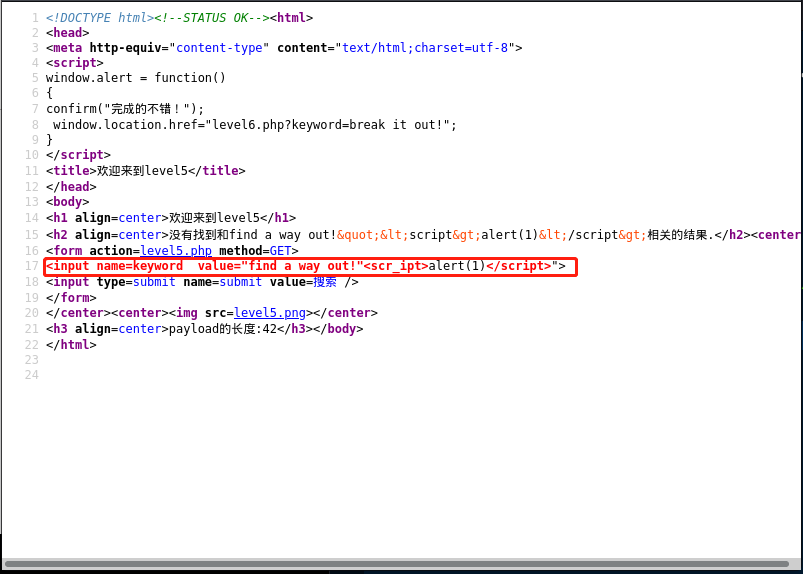 1 <!DOCTYPE html><!--STATUS OK--><html>
2 <head>
3 <meta http-equiv="content-type" content="text/html;charset=utf-8">
4 <script>
5 window.alert = function()
6 {
7 confirm("完成的不错！");
8  window.location.href="level6.php?keyword=break it out!";
9 }
10 </script>
11 <title>欢迎来到level5</title>
12 </head>
13 <body>
14 <h1 align=center>欢迎来到level5</h1>
15 <h2 align=center>没有找到和find a way out!&quot;&lt;script&gt;alert(1)&lt;/script&gt;相关的结果.</h2><center
16 <form action=level5.php method=GET>
17 <input name=keyword  value="find a way out!"<scr_ipt>alert(1)</script>">
18 <input type=submit name=submit value=搜索 />
19 </form>
20 </center><center><img src=level5.png></center>
21 <h3 align=center>payload的长度:42</h3></body>
22 </html>
23
24